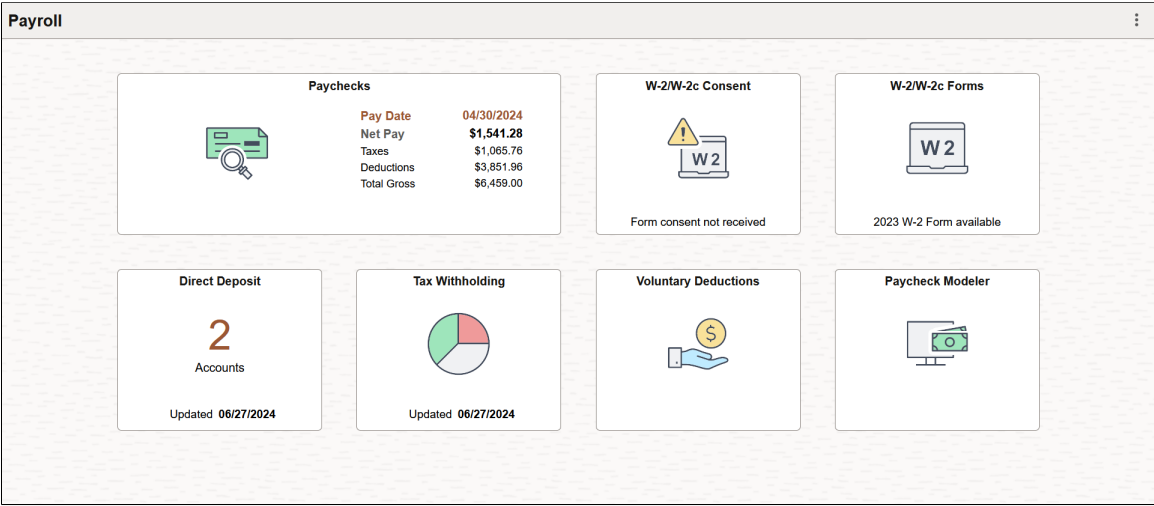 Payroll
Paychecks
Pay Date 04/30/2024
Net Pay $1,541.28
Taxes $1,065.76
Deductions $3,851.96
Total Gross $6,459.00
W-2/W-2c Consent
W 2
Form consent not received
W-2/W-2c Forms
W 2
2023 W-2 Form available
Direct Deposit
2
Accounts
Updated 06/27/2024
Tax Withholding
Updated 06/27/2024
Voluntary Deductions
$
Paycheck Modeler